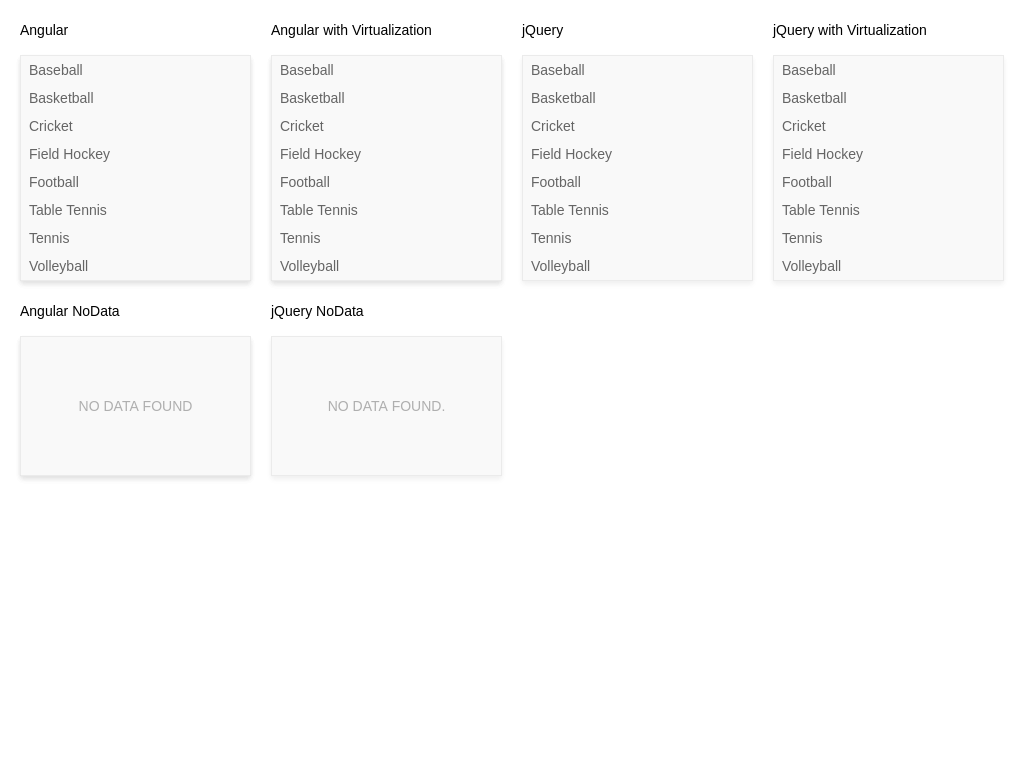 Angular
Baseball
Basketball
Cricket
Field Hockey
Football
Table Tennis
Tennis
Volleyball
Angular with Virtualization
Baseball
Basketball
Cricket
Field Hockey
Football
Table Tennis
Tennis
Volleyball
jQuery
Baseball
Basketball
Cricket
Field Hockey
Football
Table Tennis
Tennis
Volleyball
jQuery with Virtualization
Baseball
Basketball
Cricket
Field Hockey
Football
Table Tennis
Tennis
Volleyball
Angular NoData
NO DATA FOUND
jQuery NoData
NO DATA FOUND.